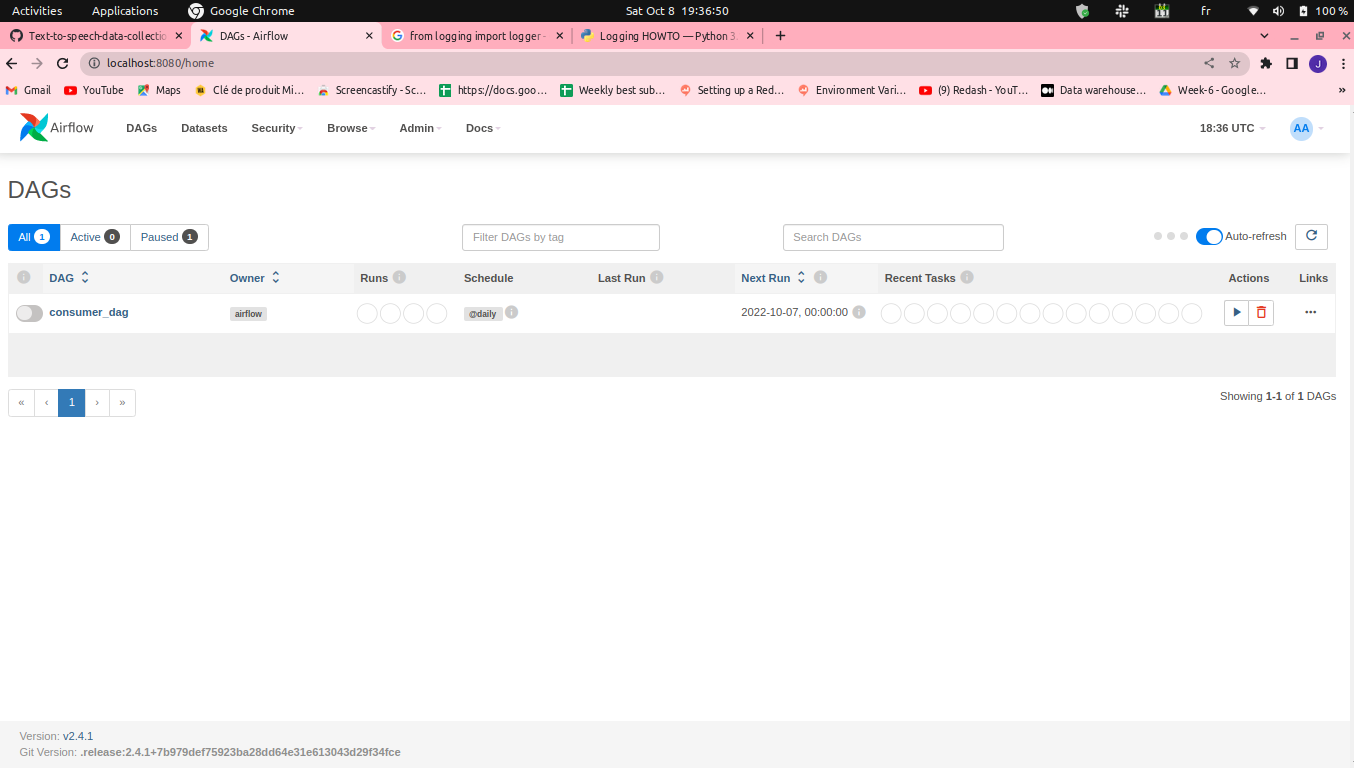 Activities Applications Google Chrome Sat Oct 8 19:36:50 fr 100 %
Text-to-speech-data-collectio DAGs - Airflow from logging import logger - Logging HOWTO — Python 3.
localhost:8080/home J
Gmail YouTube Maps Clé de produit Mi... Screencastify - Sc... https://docs.goo... Weekly best sub... Setting up a Red... Environment Vari... (9) Redash - YouT... Data warehouse... Week-6 - Google... »
Airflow DAGs Datasets Security Browse Admin Docs 18:36 UTC AA
DAGs
All 1 Active 0 Paused 1 Filter DAGs by tag Search DAGs Auto-refresh
DAG Owner Runs Schedule Last Run Next Run Recent Tasks Actions Links
consumer_dag airflow @daily 2022-10-07, 00:00:00
« ‹ 1 › » Showing 1-1 of 1 DAGs
Version: v2.4.1
Git Version: .release:2.4.1+7b979def75923ba28dd64e31e613043d29f34fce